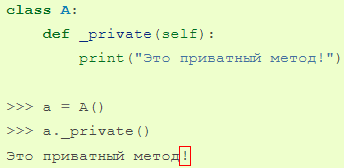 class A:
    def _private(self):
        print("Это приватный метод!")
>>> a = A()
>>> a._private()
Это приватный метод!